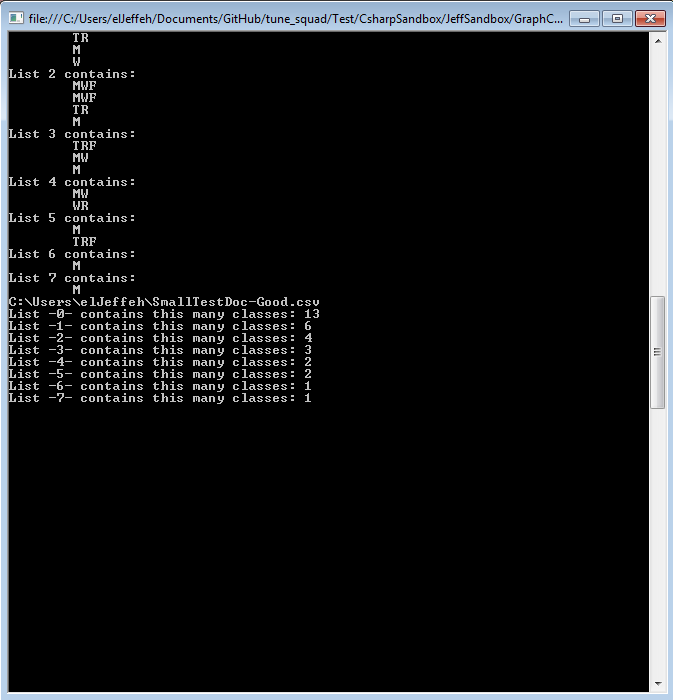 file:///C:/Users/elJeffeh/Documents/GitHub/tune_squad/Test/CsharpSandbox/JeffSandbox/GraphC...
TR
M
W
List 2 contains:
MWF
MWF
TR
M
List 3 contains:
TRF
MW
M
List 4 contains:
MW
WR
List 5 contains:
M
TRF
List 6 contains:
M
List 7 contains:
M
C:\Users\elJeffeh\SmallTestDoc-Good.csv
List -0- contains this many classes: 13
List -1- contains this many classes: 6
List -2- contains this many classes: 4
List -3- contains this many classes: 3
List -4- contains this many classes: 2
List -5- contains this many classes: 2
List -6- contains this many classes: 1
List -7- contains this many classes: 1